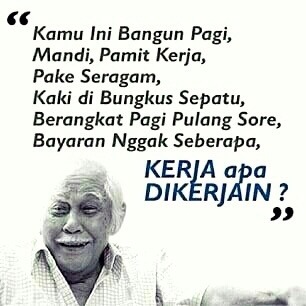 “
Kamu Ini Bangun Pagi,
Mandi, Pamit Kerja,
Pake Seragam,
Kaki di Bungkus Sepatu,
Berangkat Pagi Pulang Sore,
Bayaran Nggak Seberapa,
KERJA apa
DIKERJAIN ?
”